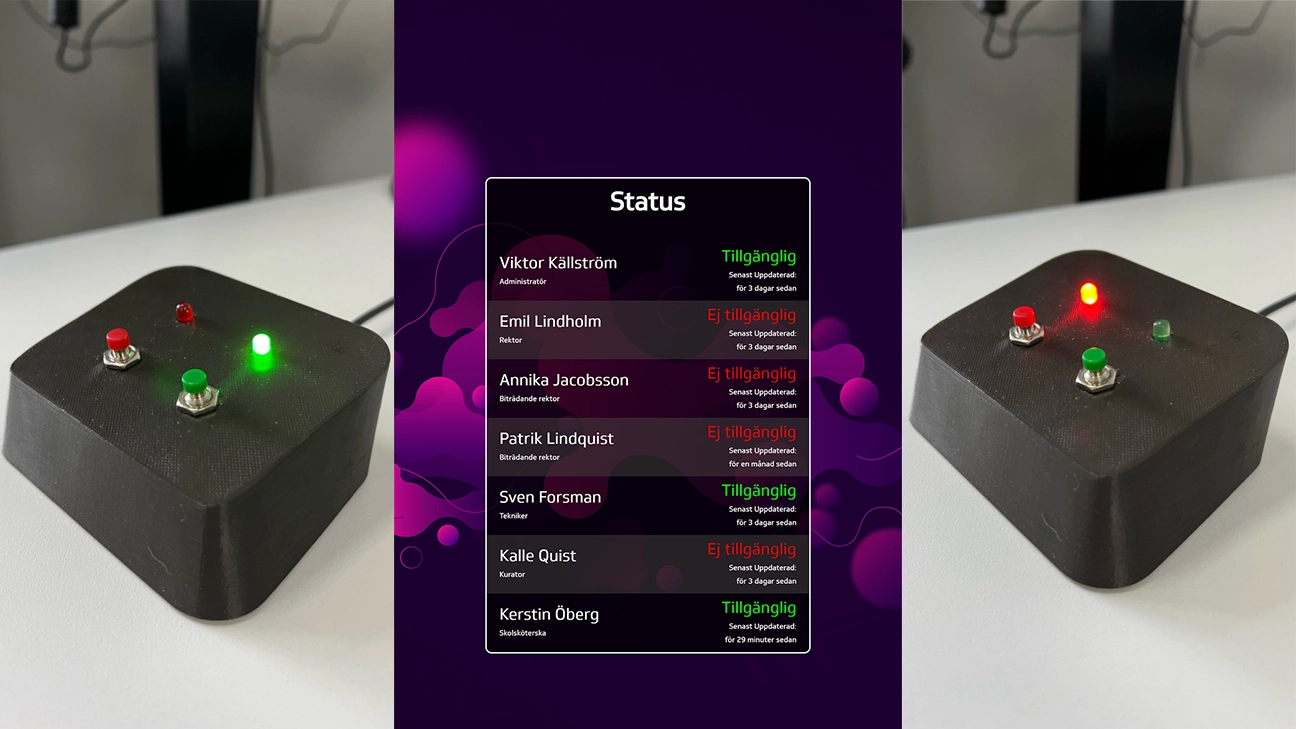 Status
Viktor Källström
Administratör
Tillgänglig
Senast Uppdaterad:
för 3 dagar sedan
Emil Lindholm
Rektor
Ej tillgänglig
Senast Uppdaterad:
för 3 dagar sedan
Annika Jacobsson
Biträdande rektor
Ej tillgänglig
Senast Uppdaterad:
för 3 dagar sedan
Patrik Lindquist
Biträdande rektor
Ej tillgänglig
Senast Uppdaterad:
för en månad sedan
Sven Forsman
Tekniker
Tillgänglig
Senast Uppdaterad:
för 3 dagar sedan
Kalle Quist
Kurator
Ej tillgänglig
Senast Uppdaterad:
för 3 dagar sedan
Kerstin Öberg
Skolsköterska
Tillgänglig
Senast Uppdaterad:
för 29 minuter sedan